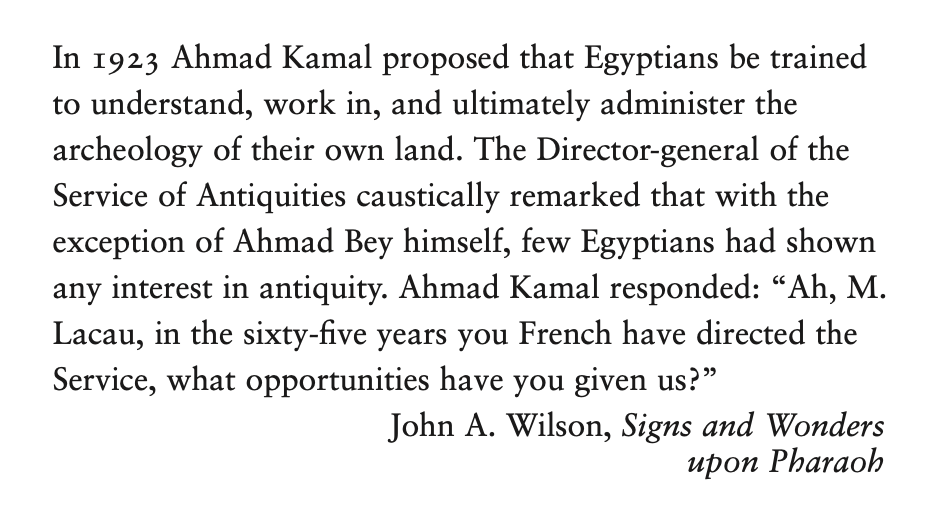 In 1923 Ahmad Kamal proposed that Egyptians be trained
to understand, work in, and ultimately administer the
archeology of their own land. The Director-general of the
Service of Antiquities caustically remarked that with the
exception of Ahmad Bey himself, few Egyptians had shown
any interest in antiquity. Ahmad Kamal responded: “Ah, M.
Lacau, in the sixty-five years you French have directed the
Service, what opportunities have you given us?”
John A. Wilson, Signs and Wonders
upon Pharaoh